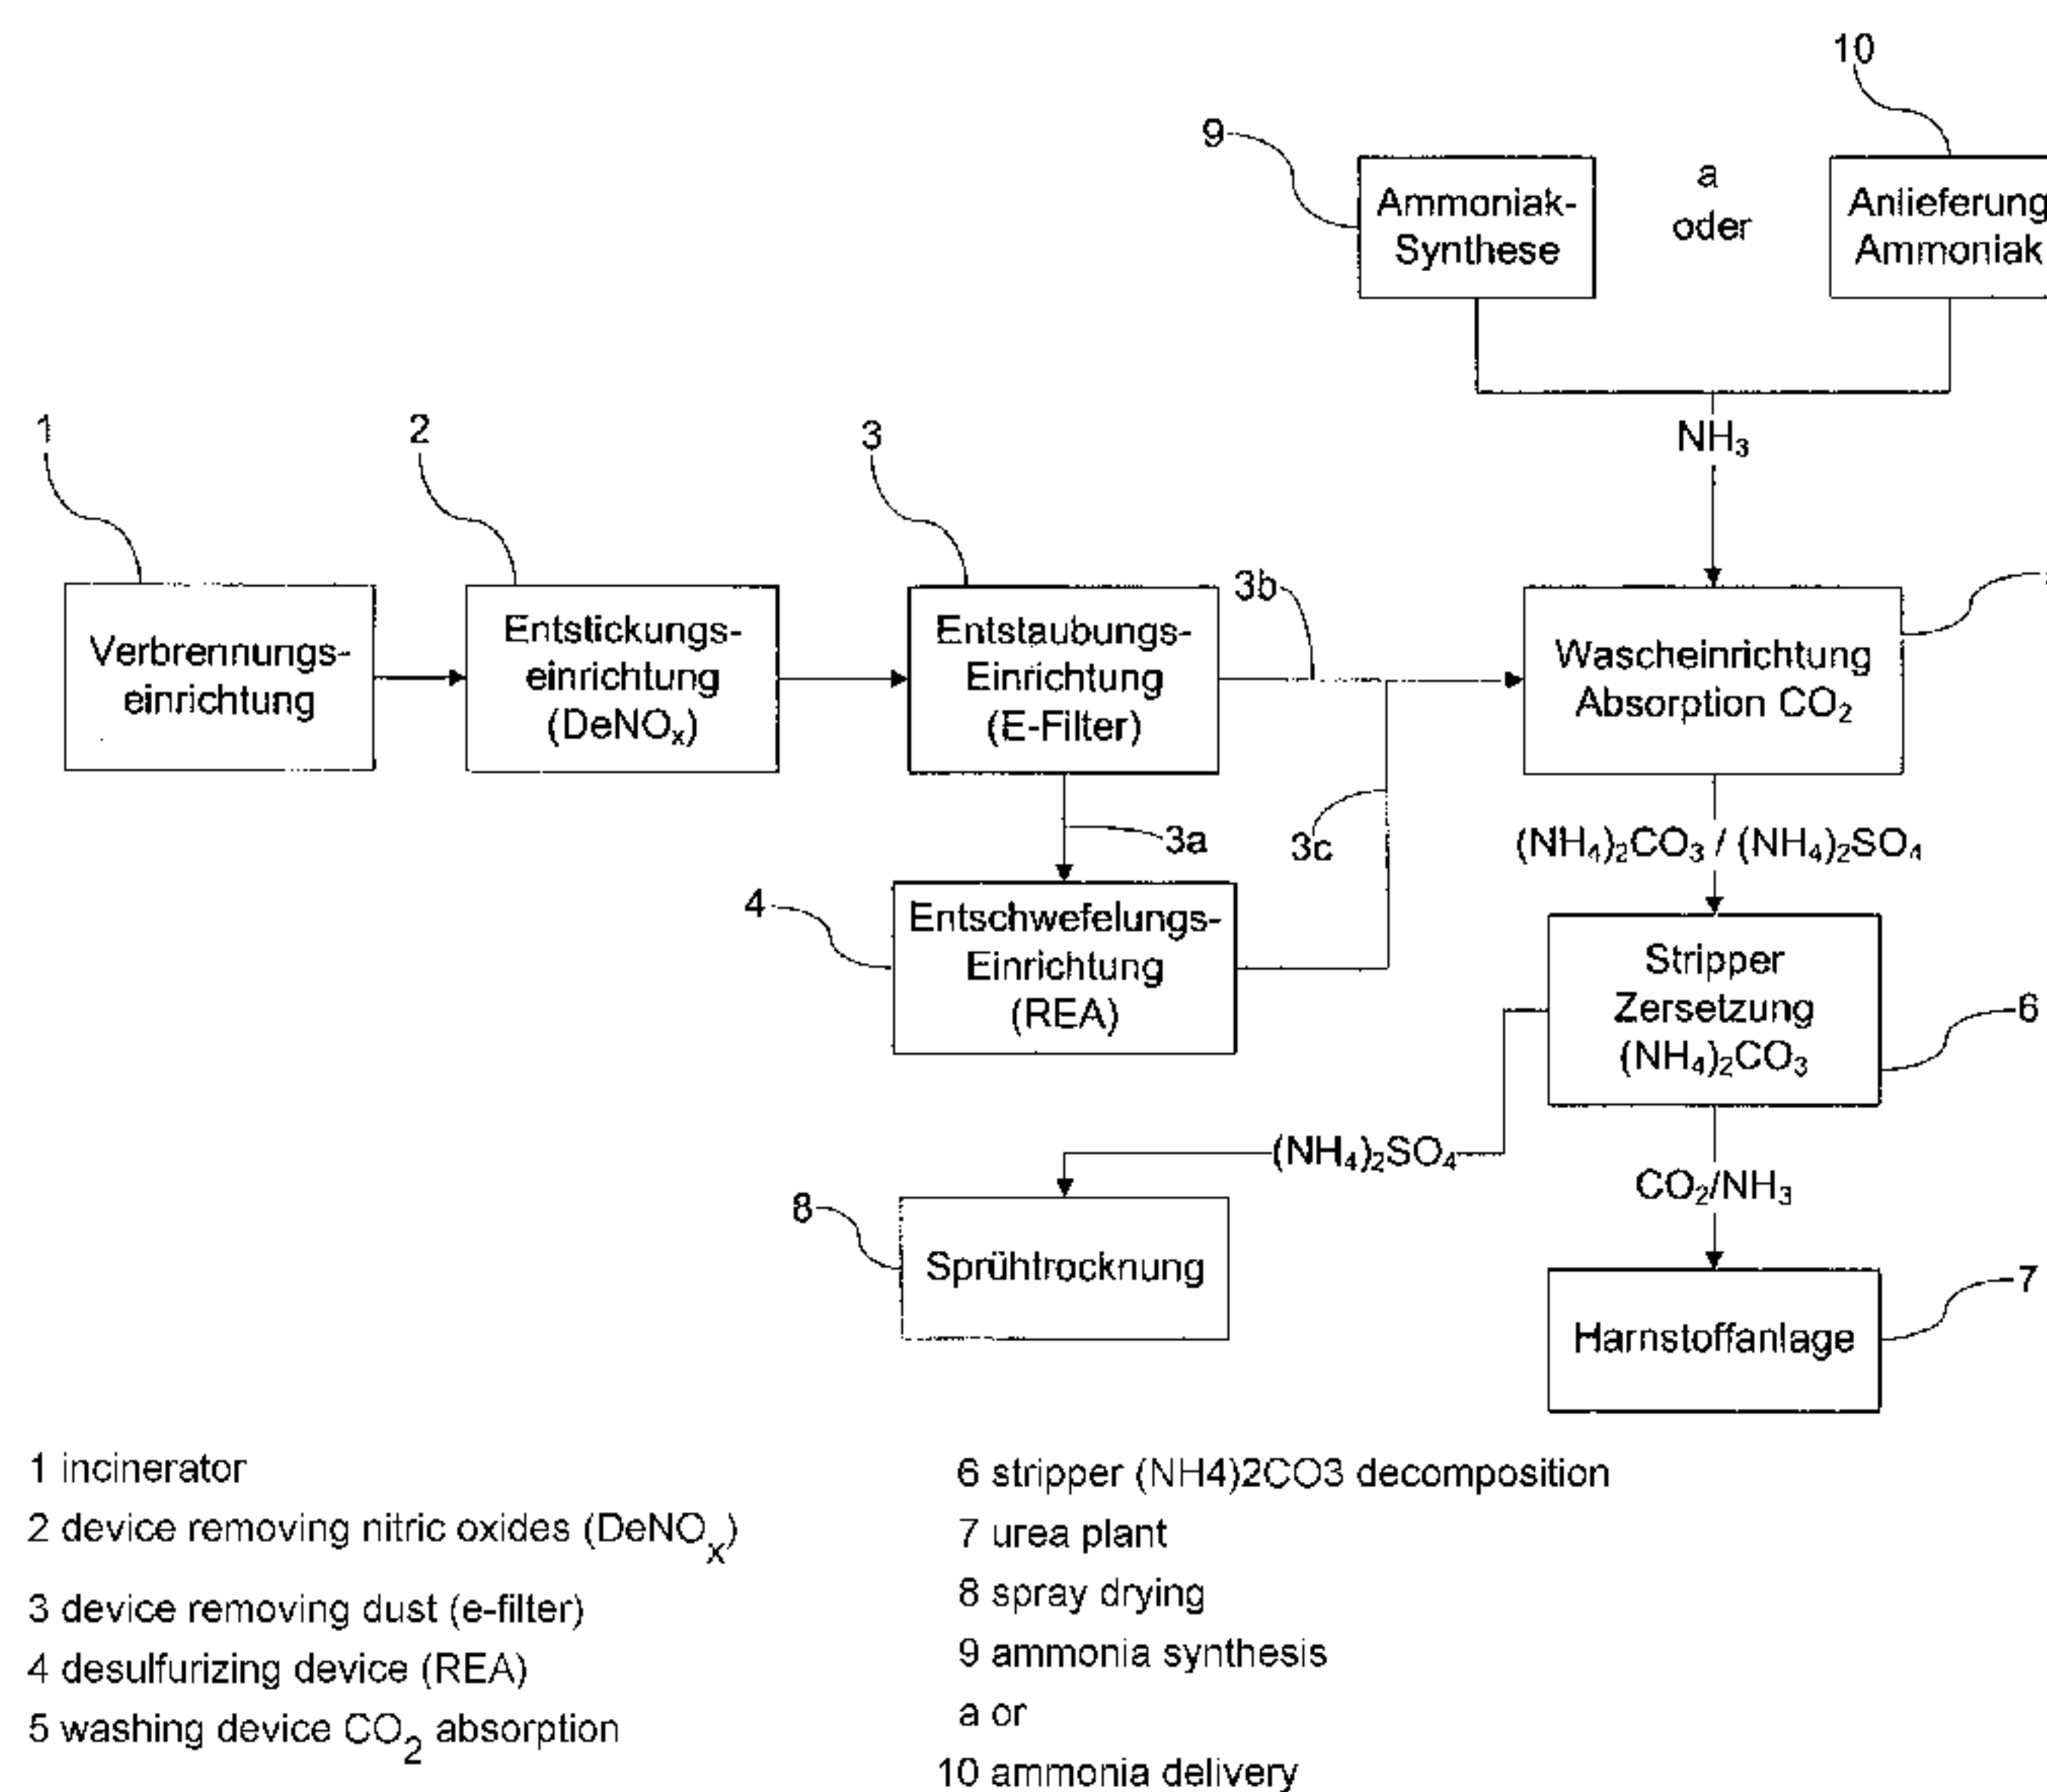 10
9
Ammoniak-
Synthese
a
oder
Anlieferung
Ammoniak
NH₃
1
2
3
Verbrennungs-
einrichtung
Entstickungs-
einrichtung
(DeNOₓ)
Entstaubungs-
Einrichtung
(E-Filter)
3b
Wascheinrichtung
Absorption CO₂
3a
3c
(NH₄)₂CO₃ / (NH₄)₂SO₄
4
Entschwefelungs-
Einrichtung
(REA)
Stripper
Zersetzung
(NH₄)₂CO₃
6
(NH₄)₂SO₄
CO₂/NH₃
8
Sprühtrocknung
Harnstoffanlage
7
1 incinerator
2 device removing nitric oxides (DeNOₓ)
3 device removing dust (e-filter)
4 desulfurizing device (REA)
5 washing device CO₂ absorption
6 stripper (NH4)2CO3 decomposition
7 urea plant
8 spray drying
9 ammonia synthesis
a or
10 ammonia delivery